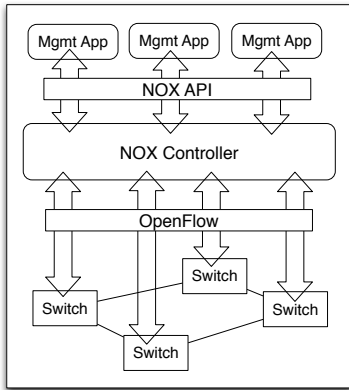 Mgmt App
Mgmt App
Mgmt App
NOX API
NOX Controller
OpenFlow
Switch
Switch
Switch
Switch